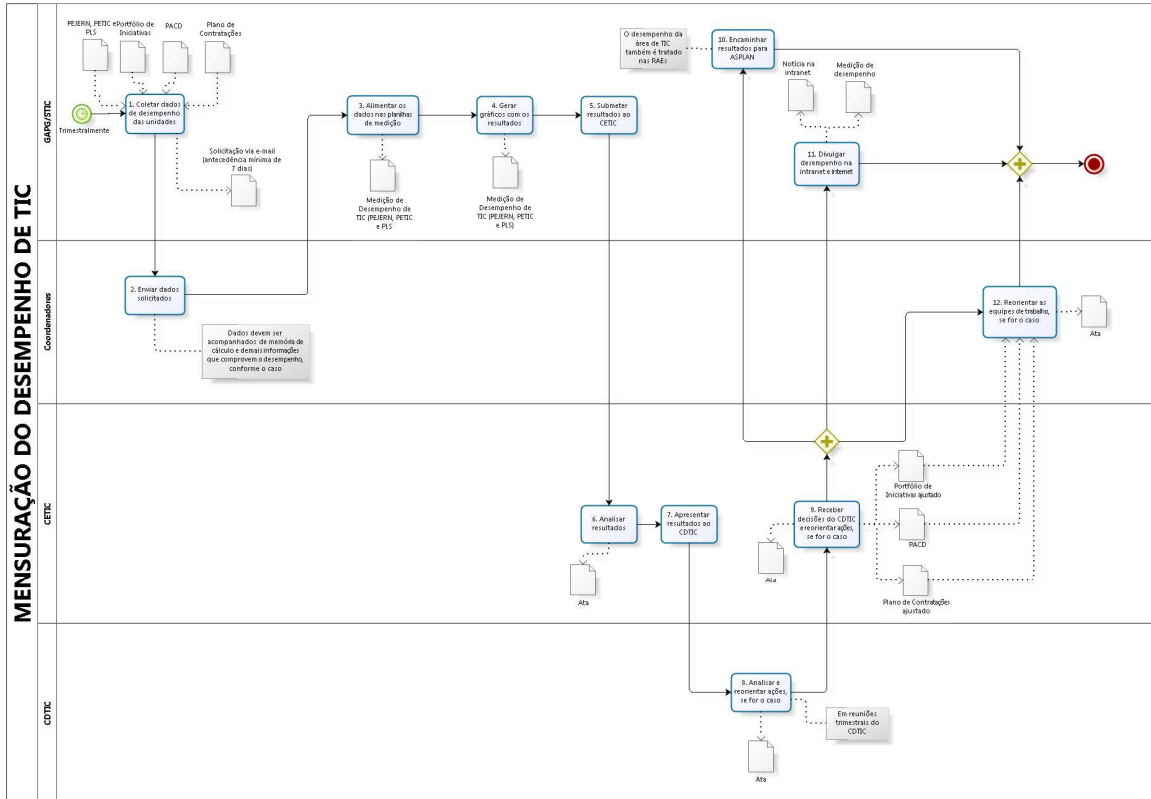 MENSURAÇÃO DO DESEMPENHO DE TIC
GAPG/STIC
PEJERN, PETIC e
PLS
Portfólio de
Iniciativas
PACD
Plano de
Contratações
Trimestralmente
1. Coletar dados
de desempenho
das unidades
Solicitação via e-mail
(antecedência mínima de
7 dias)
3. Alimentar os
dados nas planilhas
de medição
Medição de
Desempenho de
TIC (PEJERN, PETIC
e PLS)
4. Gerar
gráficos com os
resultados
Medição de
Desempenho de
TIC (PEJERN, PETIC
e PLS)
5. Submeter
resultados ao
CETIC
O desempenho da
área de TIC
também é tratado
nas RAEs
10. Encaminhar
resultados para
ASPLAN
Notícia na
intranet
Medição de
desempenho
11. Divulgar
desempenho na
intranet e internet
Coordenadores
2. Enviar dados
solicitados
Dados devem ser
acompanhados de memória de
cálculo e demais informações
que comprovem o desempenho,
conforme o caso
12. Reorientar as
equipes de trabalho,
se for o caso
Ata
CETIC
6. Analisar
resultados
Ata
7. Apresentar
resultados ao
CDTIC
9. Receber
decisões do CDTIC
e reorientar ações,
se for o caso
Ata
Portfólio de
Iniciativas ajustado
PACD
Plano de Contratações
ajustado
CDTIC
8. Analisar e
reorientar ações,
se for o caso
Em reuniões
trimestrais do
CDTIC
Ata